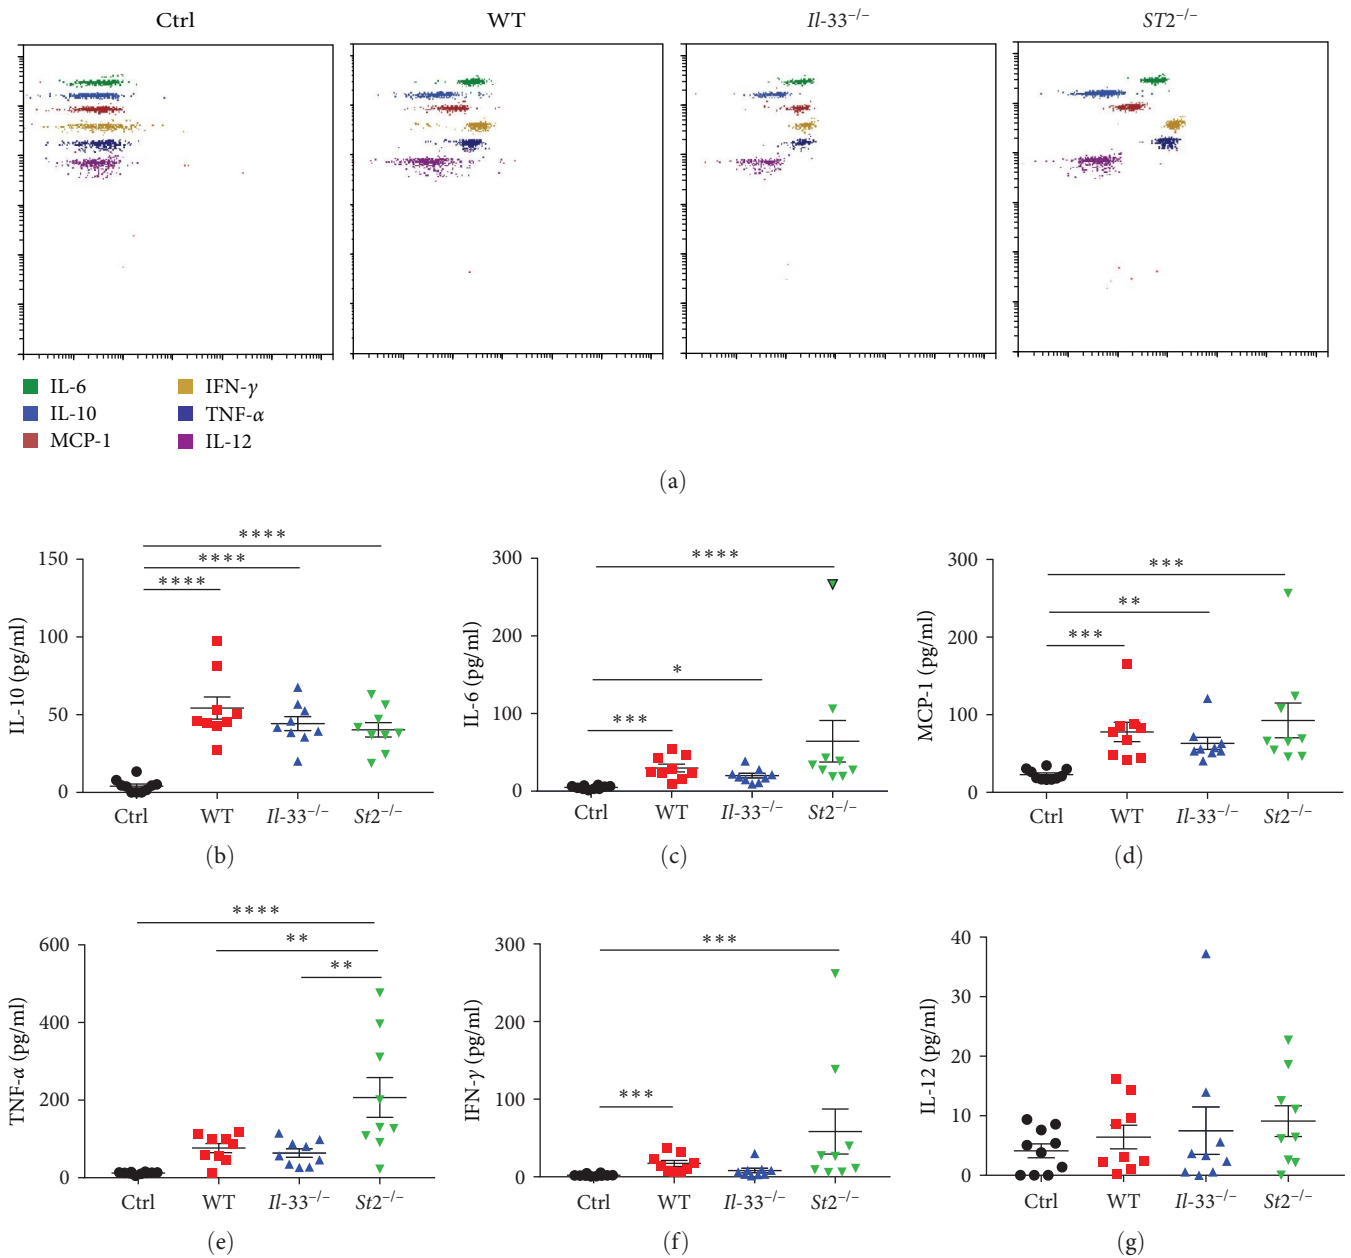 Ctrl WT Il-33−/− ST2−/−
IL-6 IFN-γ
IL-10 TNF-α
MCP-1 IL-12
(a)
****
****
****
150
100
50
0
IL-10 (pg/ml)
Ctrl WT Il-33−/− St2−/−
(b)
****
*
***
300
200
100
0
IL-6 (pg/ml)
Ctrl WT Il-33−/− St2−/−
(c)
***
**
***
300
200
100
0
MCP-1 (pg/ml)
Ctrl WT Il-33−/− St2−/−
(d)
****
**
**
600
400
200
0
TNF-α (pg/ml)
Ctrl WT Il-33−/− St2−/−
(e)
***
***
300
200
100
0
IFN-γ (pg/ml)
Ctrl WT Il-33−/− St2−/−
(f)
40
30
20
10
0
IL-12 (pg/ml)
Ctrl WT Il-33−/− St2−/−
(g)